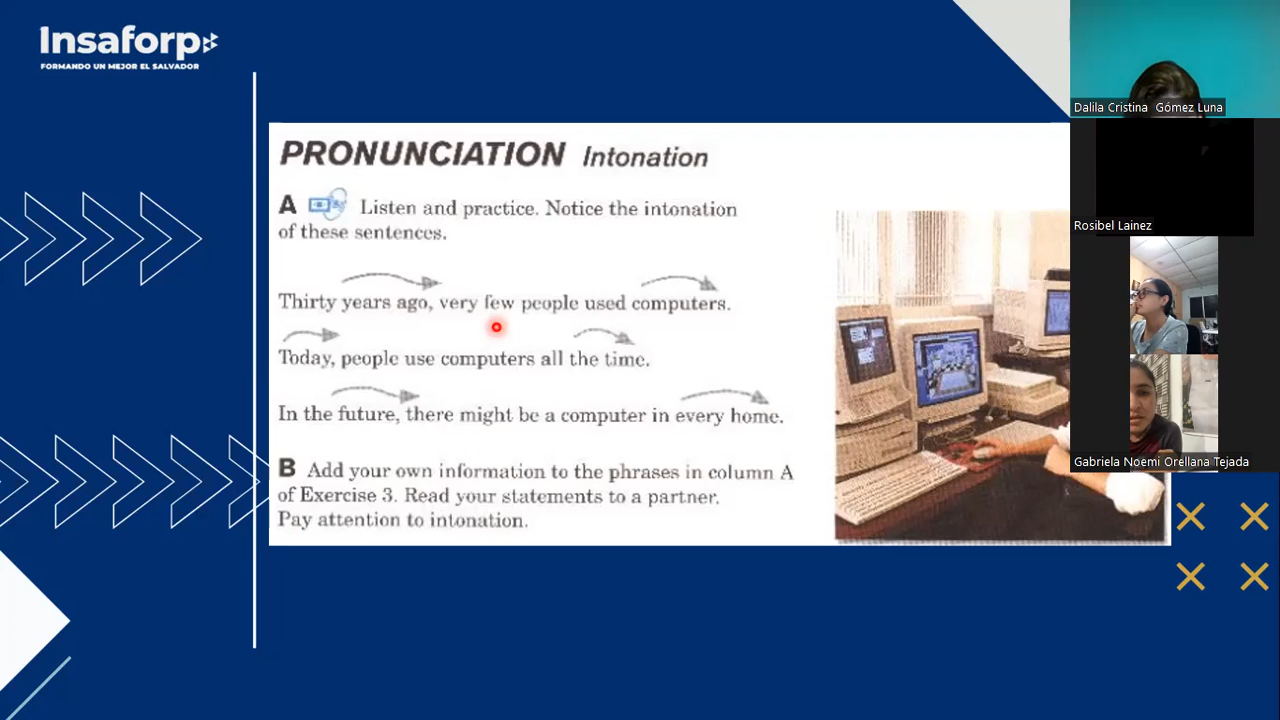 Insaforp
FORMANDO UN MEJOR EL SALVADOR
PRONUNCIATION Intonation
A Listen and practice. Notice the intonation
of these sentences.
Thirty years ago, very few people used computers.
Today, people use computers all the time.
In the future, there might be a computer in every home.
B Add your own information to the phrases in column A
of Exercise 3. Read your statements to a partner.
Pay attention to intonation.
Dalila Cristina Gómez Luna
Rosibel Lainez
Gabriela Noemi Orellana Tejada